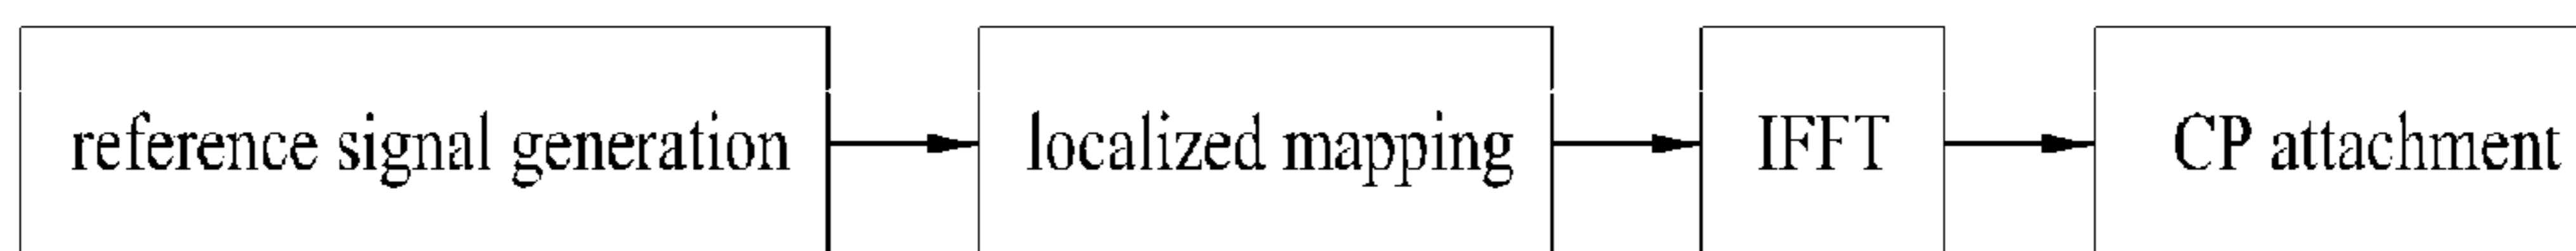 reference signal generation
localized mapping
IFFT
CP attachment